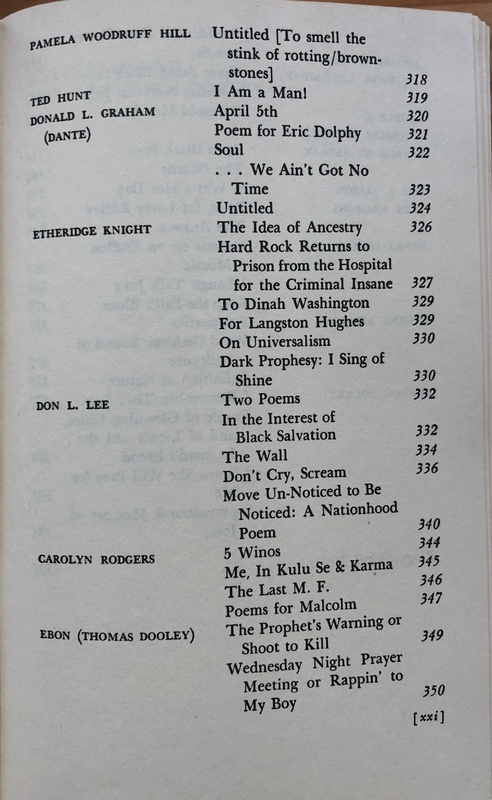 PAMELA WOODRUFF HILL Untitled [To smell the
stink of rotting/brown-
stones] 318
TED HUNT I Am a Man! 319
DONALD L. GRAHAM April 5th 320
(DANTE) Poem for Eric Dolphy 321
Soul 322
. . . We Ain't Got No
Time 323
Untitled 324
ETHERIDGE KNIGHT The Idea of Ancestry 326
Hard Rock Returns to
Prison from the Hospital
for the Criminal Insane 327
To Dinah Washington 329
For Langston Hughes 329
On Universalism 330
Dark Prophesy: I Sing of
Shine 330
DON L. LEE Two Poems 332
In the Interest of
Black Salvation 332
The Wall 334
Don't Cry, Scream 336
Move Un-Noticed to Be
Noticed: A Nationhood
Poem 340
CAROLYN RODGERS 5 Winos 344
Me, In Kulu Se & Karma 345
The Last M. F. 346
Poems for Malcolm 347
EBON (THOMAS DOOLEY) The Prophet's Warning or
Shoot to Kill 349
Wednesday Night Prayer
Meeting or Rappin' to
My Boy 350
[xxi]